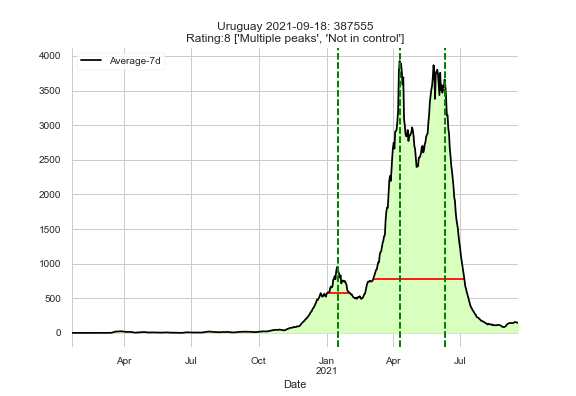 Uruguay 2021-09-18: 387555
Rating:8 ['Multiple peaks', 'Not in control']
Average-7d
4000
3500
3000
2500
2000
1500
1000
500
0
Apr Jul Oct Jan Apr Jul
2021
Date